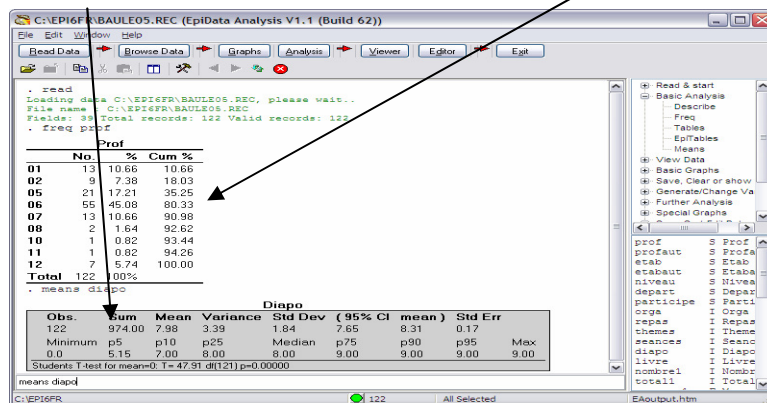 C:\EPI6FR\BAULE05.REC (EpiData Analysis V1.1 (Build 62))
File Edit Window Help
Read Data Browse Data Graphs Analysis Viewer Editor Exit
. read
Loading data C:\EPI6FR\BAULE05.REC, please wait..
File name : C:\EPI6FR\BAULE05.REC
Fields: 39 Total records: 122 Valid records: 122
. freq prof
Prof
No. % Cum %
01 13 10.66 10.66
02 9 7.38 18.03
05 21 17.21 35.25
06 55 45.08 80.33
07 13 10.66 90.98
08 2 1.64 92.62
10 1 0.82 93.44
11 1 0.82 94.26
12 7 5.74 100.00
Total 122 100%
. means diapo
Diapo
Obs. Sum Mean Variance Std Dev ( 95% CI mean ) Std Err
122 974.00 7.98 3.39 1.84 7.65 8.31 0.17
Minimum p5 p10 p25 Median p75 p90 p95 Max
0.0 5.15 7.00 8.00 8.00 9.00 9.00 9.00 9.00
Students T-test for mean=0: T= 47.91 df(121) p=0.00000
means diapo
C:\EPI6FR 122 All Selected EAoutput.htm
Read & start
Basic Analysis
Describe
Freq
Tables
EpiTables
Means
View Data
Basic Graphs
Save, Clear or show
Generate/Change Va
Further Analysis
Special Graphs
prof S Prof
profaut S Profa
etab S Etab
etabaut S Etaba
niveau S Nivea
depart S Depar
participe S Parti
orga I Orga
repas I Repas
themes I Theme
seances I Seanc
diapo I Diapo
livre I Livre
nombre1 I Nombr
total1 I Total